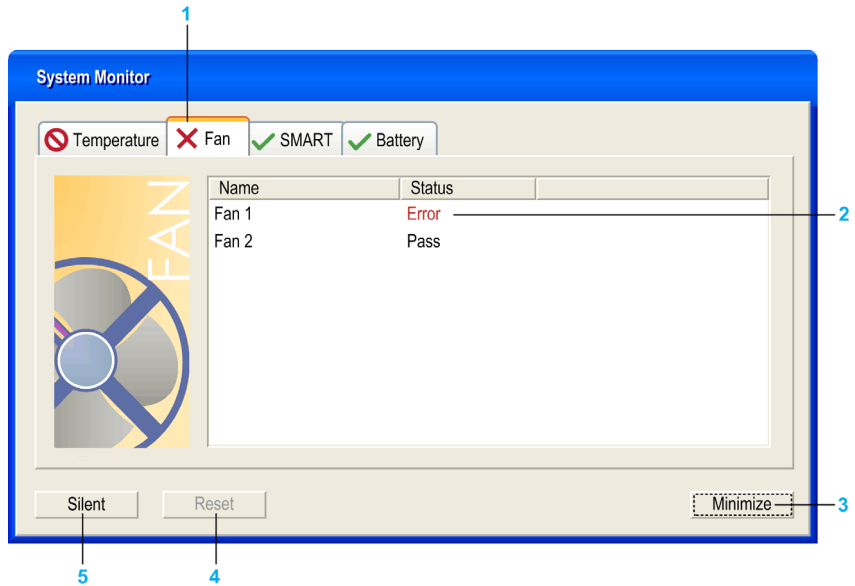 1
System Monitor
Temperature Fan SMART Battery
FAN
Name Status
Fan 1 Error 2
Fan 2 Pass
Silent Reset Minimize 3
5 4